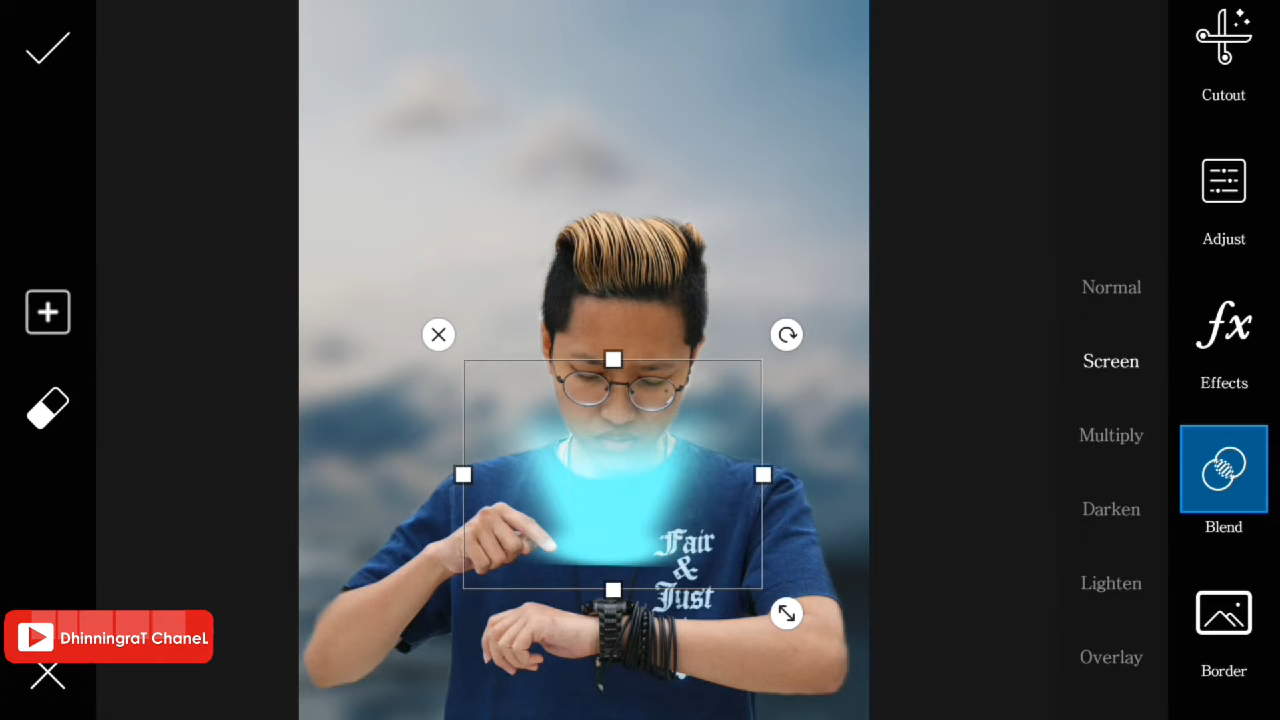 Cutout
Adjust
Normal
Effects
Screen
Multiply
Darken
Blend
Fair
&
Just
Lighten
DhinningraT ChaneL
Overlay
Border